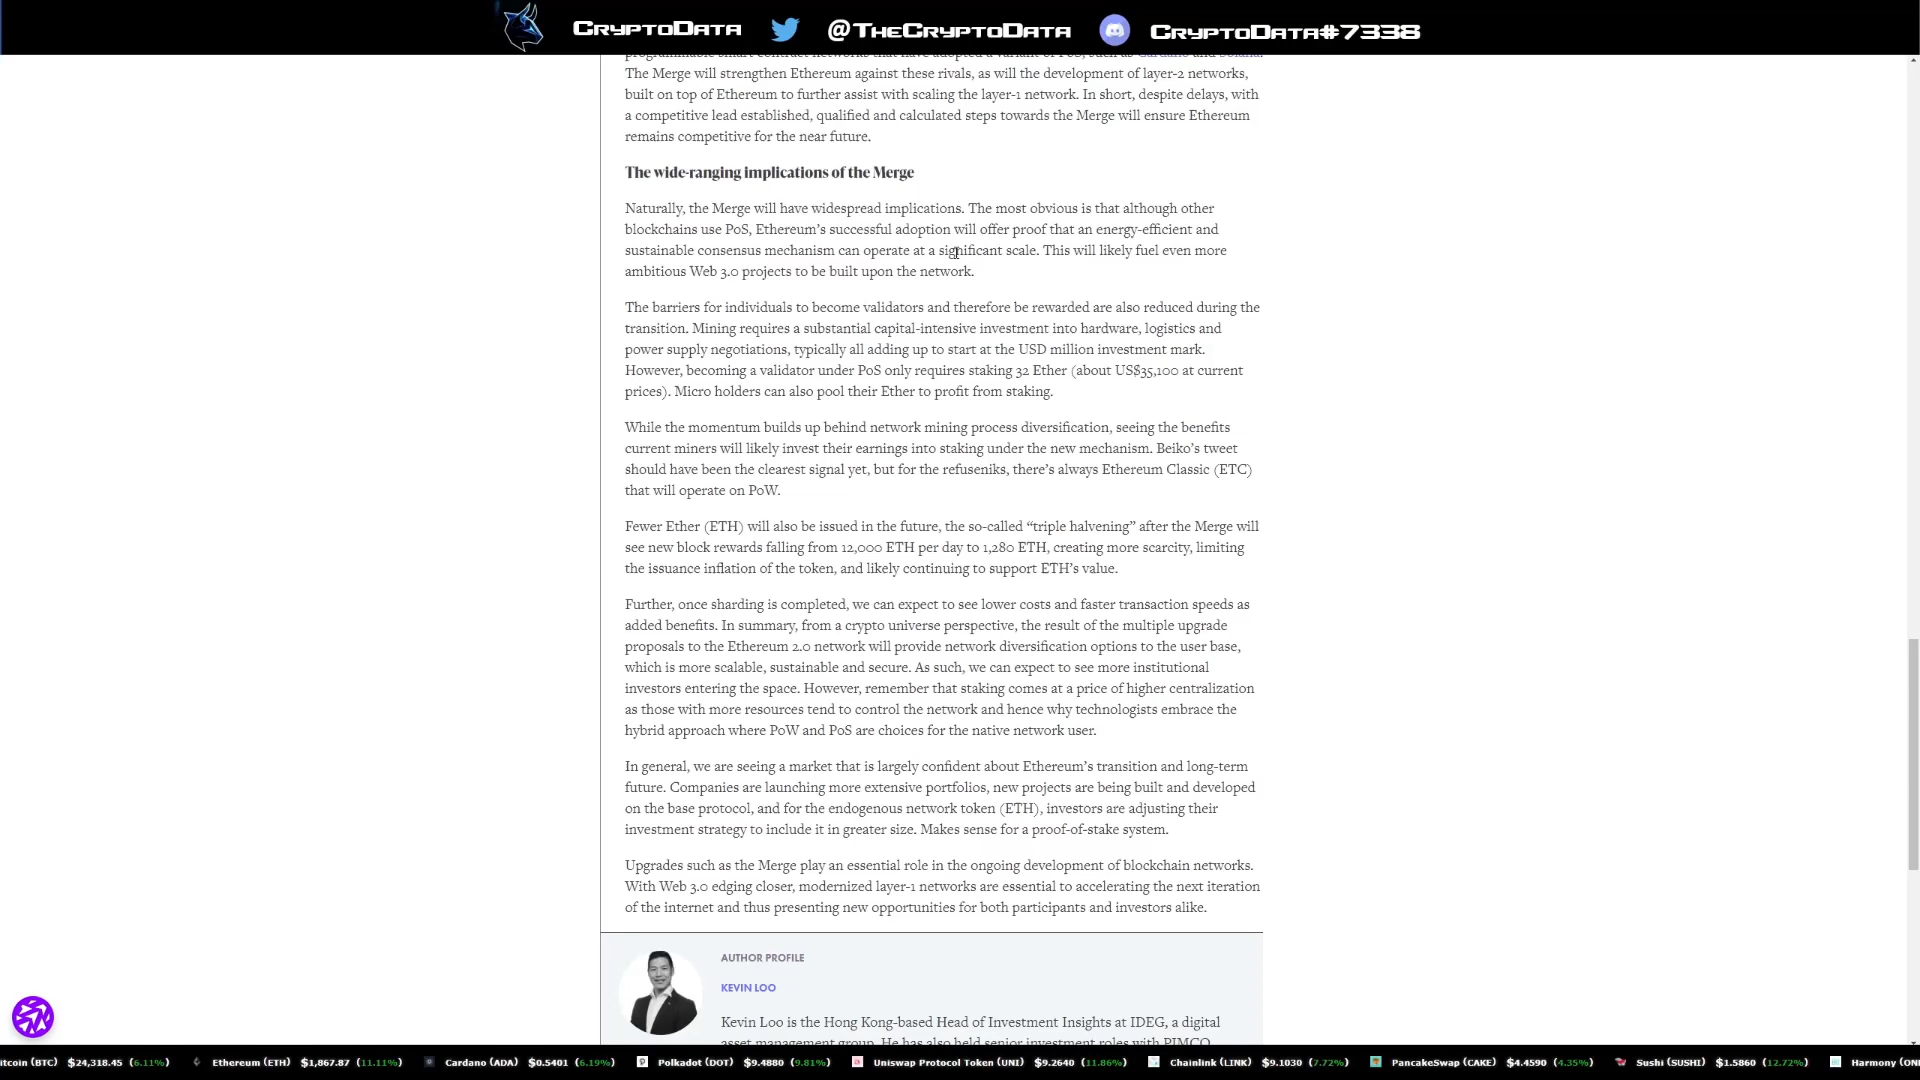 CryptoData @TheCryptoData CryptoData#7338
programmable smart contract networks that have adopted a variant of PoS, such as Cardano and Solana.
The Merge will strengthen Ethereum against these rivals, as will the development of layer-2 networks,
built on top of Ethereum to further assist with scaling the layer-1 network. In short, despite delays, with
a competitive lead established, qualified and calculated steps towards the Merge will ensure Ethereum
remains competitive for the near future.
The wide-ranging implications of the Merge
Naturally, the Merge will have widespread implications. The most obvious is that although other
blockchains use PoS, Ethereum's successful adoption will offer proof that an energy-efficient and
sustainable consensus mechanism can operate at a significant scale. This will likely fuel even more
ambitious Web 3.0 projects to be built upon the network.
The barriers for individuals to become validators and therefore be rewarded are also reduced during the
transition. Mining requires a substantial capital-intensive investment into hardware, logistics and
power supply negotiations, typically all adding up to start at the USD million investment mark.
However, becoming a validator under PoS only requires staking 32 Ether (about US$35,100 at current
prices). Micro holders can also pool their Ether to profit from staking.
While the momentum builds up behind network mining process diversification, seeing the benefits
current miners will likely invest their earnings into staking under the new mechanism. Beiko's tweet
should have been the clearest signal yet, but for the refuseniks, there's always Ethereum Classic (ETC)
that will operate on PoW.
Fewer Ether (ETH) will also be issued in the future, the so-called “triple halvening” after the Merge will
see new block rewards falling from 12,000 ETH per day to 1,280 ETH, creating more scarcity, limiting
the issuance inflation of the token, and likely continuing to support ETH's value.
Further, once sharding is completed, we can expect to see lower costs and faster transaction speeds as
added benefits. In summary, from a crypto universe perspective, the result of the multiple upgrade
proposals to the Ethereum 2.0 network will provide network diversification options to the user base,
which is more scalable, sustainable and secure. As such, we can expect to see more institutional
investors entering the space. However, remember that staking comes at a price of higher centralization
as those with more resources tend to control the network and hence why technologists embrace the
hybrid approach where PoW and PoS are choices for the native network user.
In general, we are seeing a market that is largely confident about Ethereum's transition and long-term
future. Companies are launching more extensive portfolios, new projects are being built and developed
on the base protocol, and for the endogenous network token (ETH), investors are adjusting their
investment strategy to include it in greater size. Makes sense for a proof-of-stake system.
Upgrades such as the Merge play an essential role in the ongoing development of blockchain networks.
With Web 3.0 edging closer, modernized layer-1 networks are essential to accelerating the next iteration
of the internet and thus presenting new opportunities for both participants and investors alike.
AUTHOR PROFILE
KEVIN LOO
Kevin Loo is the Hong Kong-based Head of Investment Insights at IDEG, a digital
asset management group. He has also held senior investment roles with PIMCO,
itcoin (BTC) $24,318.45 (6.11%) Ethereum (ETH) $1,867.87 (11.11%) Cardano (ADA) $0.5401 (6.19%) Polkadot (DOT) $9.4880 (9.81%) Uniswap Protocol Token (UNI) $9.2640 (11.86%) Chainlink (LINK) $9.1030 (7.72%) PancakeSwap (CAKE) $4.4590 (4.35%) Sushi (SUSHI) $1.5860 (12.72%) Harmony (ON